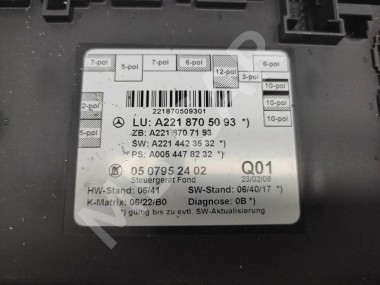 7-pol
5-pol
6-pol
6-pol
12-pol
3-pol
6-pol
10-pol
10-pol
10-pol
2-pol
5-pol
221870509301
LU: A221 870 50 93 *)
ZB: A221 870 71 93
SW: A221 442 35 32 *)
PS: A005 447 82 32 *)
05 0795 24 02
Q01
Steuergerät Fond
23/02/08
HW-Stand: 06/41
SW-Stand: 06/40/17 *)
K-Matrix: 06/22/B0
Diagnose: 0B *)
*) gültig bis zu evtl. SW-Aktualisierung